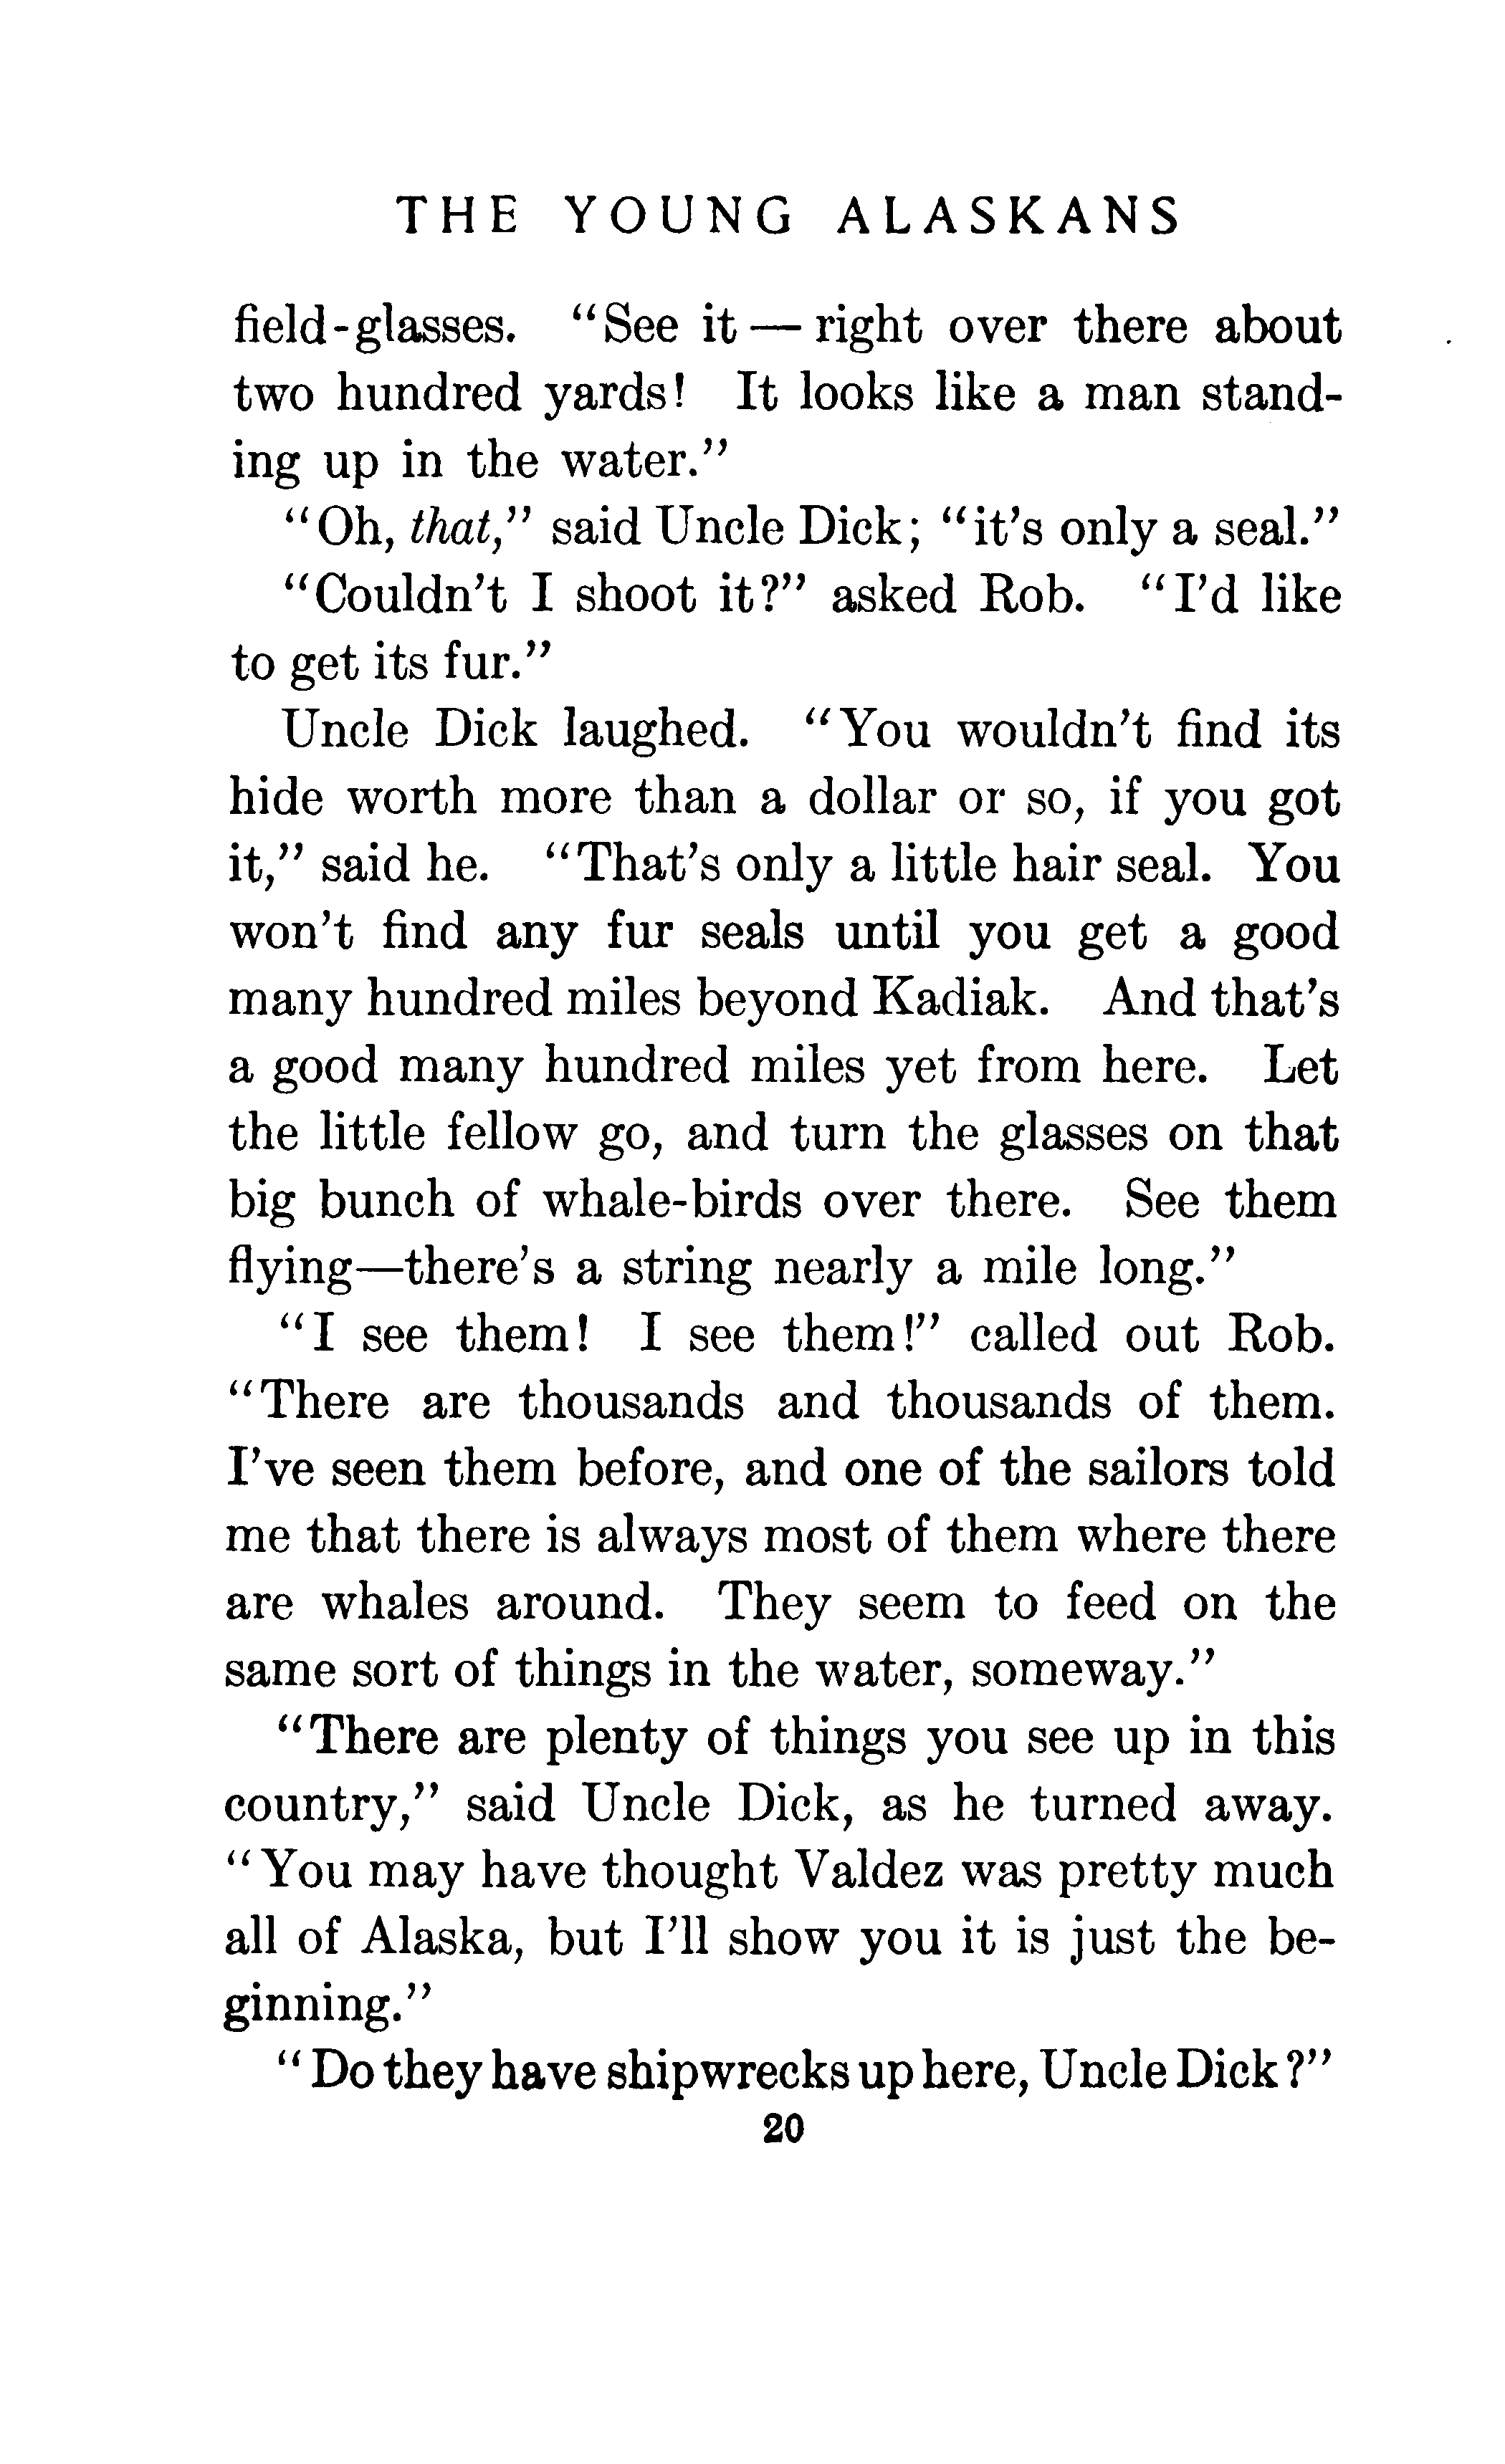 THE YOUNG ALASKANS
field-glasses. “See it — right over there about
two hundred yards! It looks like a man stand-
ing up in the water.”
“Oh, that,” said Uncle Dick; “it’s only a seal.”
“Couldn’t I shoot it?” asked Rob. “I’d like
to get its fur.”
Uncle Dick laughed. “You wouldn’t find its
hide worth more than a dollar or so, if you got
it,” said he. “That’s only a little hair seal. You
won’t find any fur seals until you get a good
many hundred miles beyond Kadiak. And that’s
a good many hundred miles yet from here. Let
the little fellow go, and turn the glasses on that
big bunch of whale-birds over there. See them
flying—there’s a string nearly a mile long.”
“I see them! I see them!” called out Rob.
“There are thousands and thousands of them.
I’ve seen them before, and one of the sailors told
me that there is always most of them where there
are whales around. They seem to feed on the
same sort of things in the water, someway.”
“There are plenty of things you see up in this
country,” said Uncle Dick, as he turned away.
“You may have thought Valdez was pretty much
all of Alaska, but I’ll show you it is just the be-
ginning.”
“Do they have shipwrecks up here, Uncle Dick?”
20